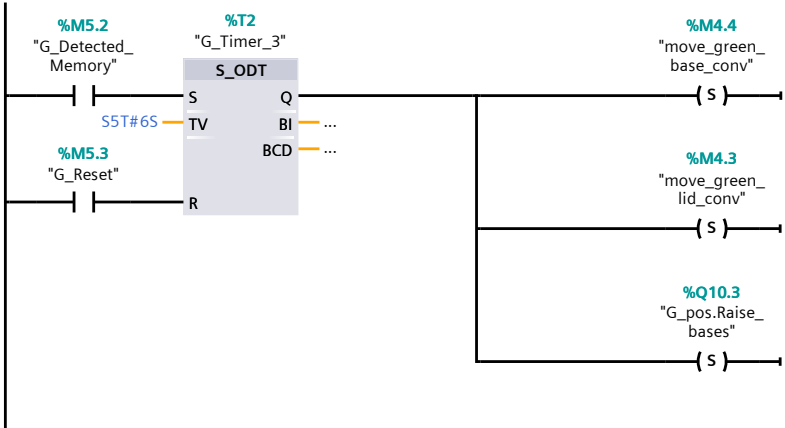 %M5.2
"G_Detected_
Memory"
%T2
"G_Timer_3"
S_ODT
S
Q
S5T#6S
TV
BI
...
BCD
...
%M5.3
"G_Reset"
R
%M4.4
"move_green_
base_conv"
S
%M4.3
"move_green_
lid_conv"
S
%Q10.3
"G_pos.Raise_
bases"
S